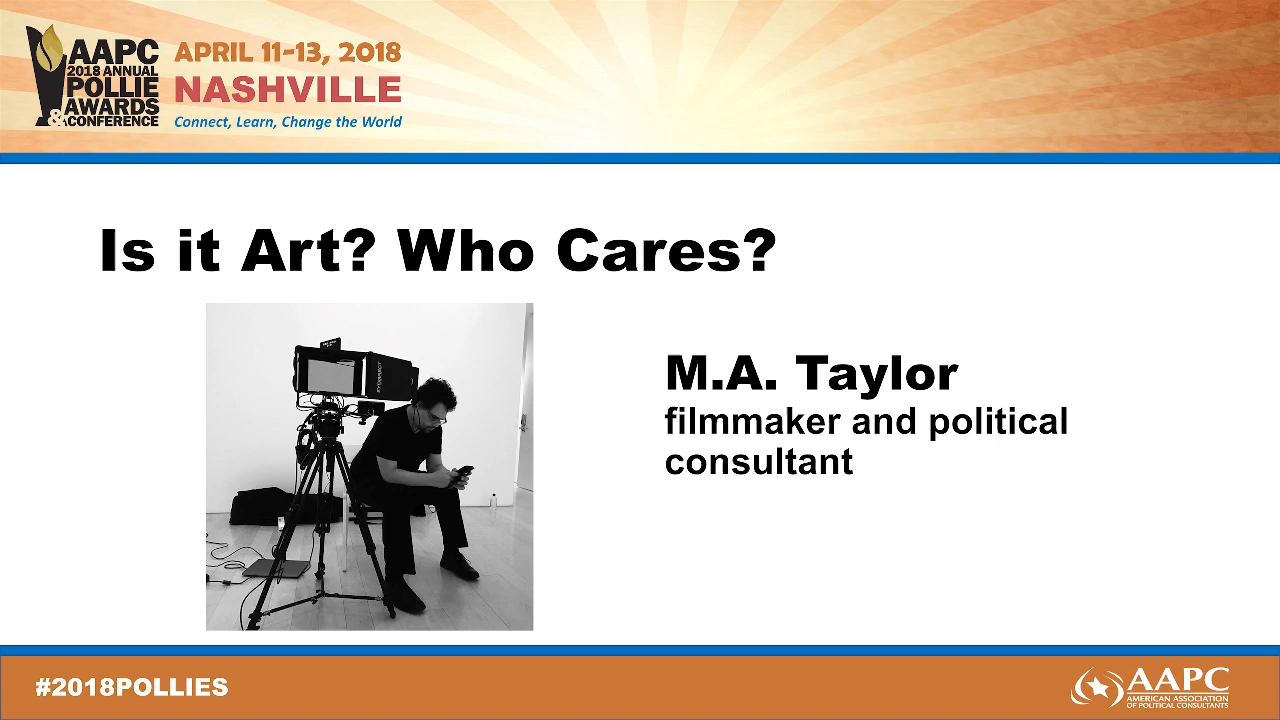 AAPC
2018 ANNUAL
POLLIE
AWARDS
& CONFERENCE
APRIL 11-13, 2018
NASHVILLE
Connect, Learn, Change the World
Is it Art? Who Cares?
M.A. Taylor
filmmaker and political
consultant
#2018POLLIES
AAPC
AMERICAN ASSOCIATION
OF POLITICAL CONSULTANTS